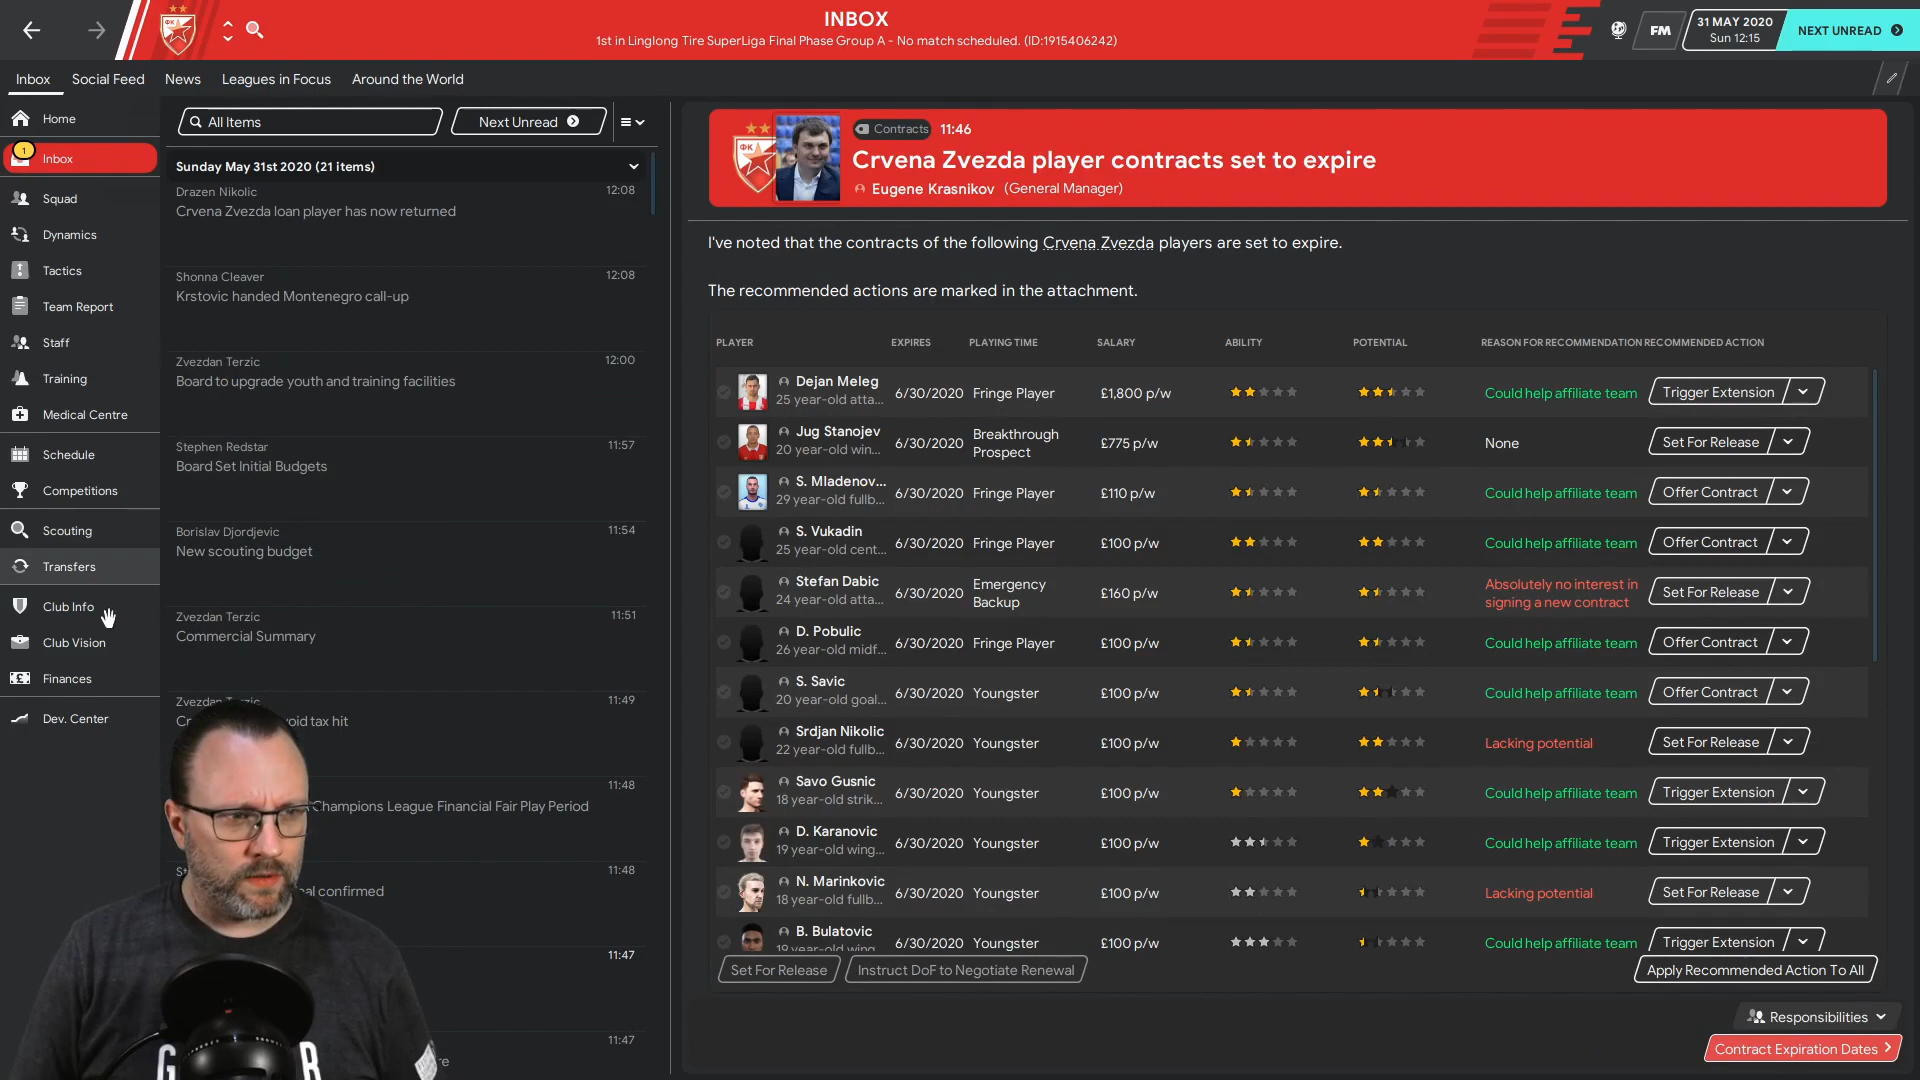 INBOX
1st in Linglong Tire SuperLiga Final Phase Group A - No match scheduled. (ID:1915406242)
FM
31 MAY 2020
Sun 12:15
NEXT UNREAD
Inbox Social Feed News Leagues in Focus Around the World
Home
1
Inbox
Squad
Dynamics
Tactics
Team Report
Staff
Training
Medical Centre
Schedule
Competitions
Scouting
Transfers
Club Info
Club Vision
Finances
Dev. Center
All Items
Next Unread
Sunday May 31st 2020 (21 items)
Drazen Nikolic 12:08
Crvena Zvezda loan player has now returned
Shonna Cleaver 12:08
Krstovic handed Montenegro call-up
Zvezdan Terzic 12:00
Board to upgrade youth and training facilities
Stephen Redstar 11:57
Board Set Initial Budgets
Borislav Djordjevic 11:54
New scouting budget
Zvezdan Terzic 11:51
Commercial Summary
Zvezdan 11:49
tax hit
11:48
Champions League Financial Fair Play Period
11:48
confirmed
11:47
11:47
ФК
Contracts 11:46
Crvena Zvezda player contracts set to expire
Eugene Krasnikov (General Manager)
I've noted that the contracts of the following Crvena Zvezda players are set to expire.
The recommended actions are marked in the attachment.
PLAYER EXPIRES PLAYING TIME SALARY ABILITY POTENTIAL REASON FOR RECOMMENDATION RECOMMENDED ACTION
Dejan Meleg
25 year-old atta... 6/30/2020 Fringe Player £1,800 p/w Could help affiliate team Trigger Extension
Jug Stanojev
20 year-old win... 6/30/2020 Breakthrough Prospect £775 p/w None Set For Release
S. Mladenov...
29 year-old fullb... 6/30/2020 Fringe Player £110 p/w Could help affiliate team Offer Contract
S. Vukadin
25 year-old cent... 6/30/2020 Fringe Player £100 p/w Could help affiliate team Offer Contract
Stefan Dabic
24 year-old atta... 6/30/2020 Emergency Backup £160 p/w Absolutely no interest in signing a new contract Set For Release
D. Pobulic
26 year-old midf... 6/30/2020 Fringe Player £100 p/w Could help affiliate team Offer Contract
S. Savic
20 year-old goal... 6/30/2020 Youngster £100 p/w Could help affiliate team Offer Contract
Srdjan Nikolic
22 year-old fullb... 6/30/2020 Youngster £100 p/w Lacking potential Set For Release
Savo Gusnic
18 year-old strik... 6/30/2020 Youngster £100 p/w Could help affiliate team Trigger Extension
D. Karanovic
19 year-old wing... 6/30/2020 Youngster £100 p/w Could help affiliate team Trigger Extension
N. Marinkovic
18 year-old fullb... 6/30/2020 Youngster £100 p/w Lacking potential Set For Release
B. Bulatovic
19 year-old wing... 6/30/2020 Youngster £100 p/w Could help affiliate team Trigger Extension
Set For Release Instruct DoF to Negotiate Renewal Apply Recommended Action To All
Responsibilities
Contract Expiration Dates